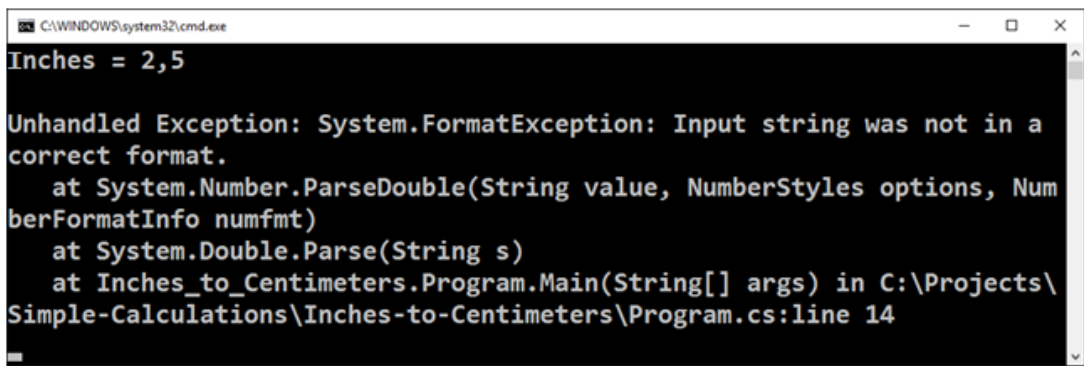 C:\WINDOWS\system32\cmd.exe
Inches = 2,5
Unhandled Exception: System.FormatException: Input string was not in a
correct format.
   at System.Number.ParseDouble(String value, NumberStyles options, Num
berFormatInfo numfmt)
   at System.Double.Parse(String s)
   at Inches_to_Centimeters.Program.Main(String[] args) in C:\Projects\
Simple-Calculations\Inches-to-Centimeters\Program.cs:line 14